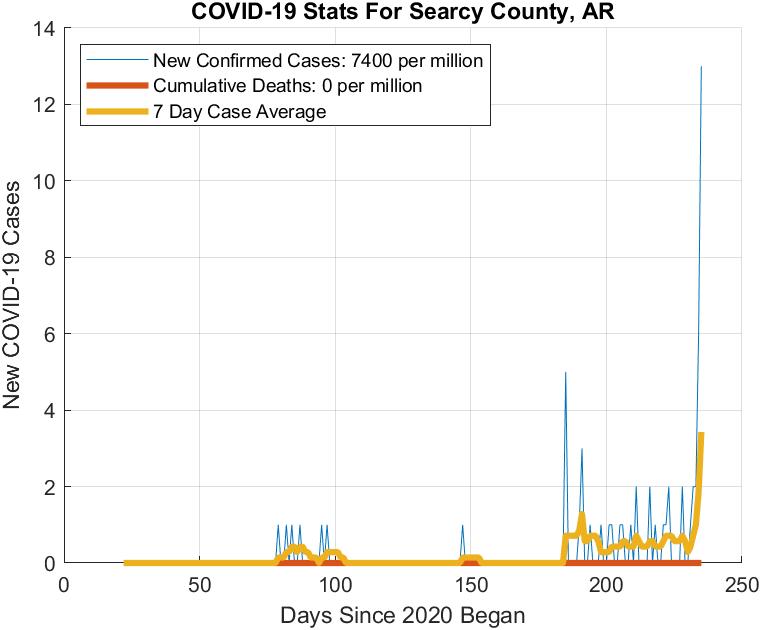 COVID-19 Stats For Searcy County, AR
14
New Confirmed Cases: 7400 per million
Cumulative Deaths: 0 per million
7 Day Case Average
12
10
8
6
4
2
0
New COVID-19 Cases
0 50 100 150 200 250
Days Since 2020 Began